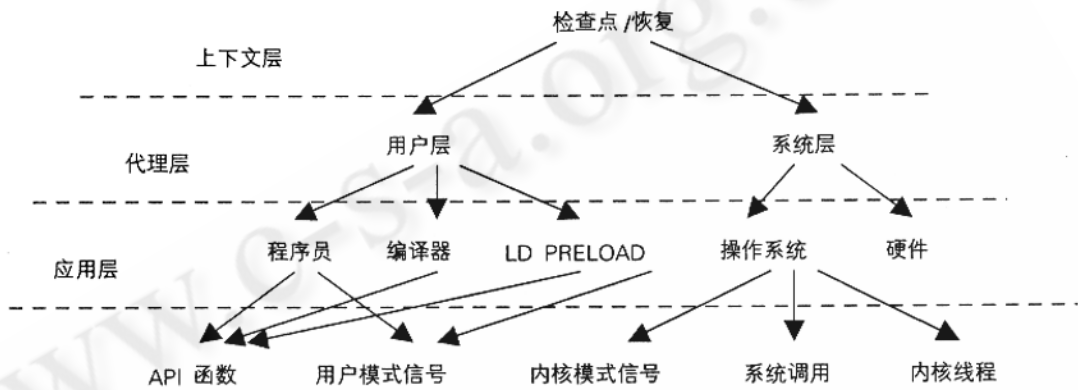 检查点/恢复
上下文层
用户层
系统层
代理层
程序员 编译器 LD PRELOAD 操作系统 硬件
应用层
API 函数 用户模式信号 内核模式信号 系统调用 内核线程
www.c-s-a.org.